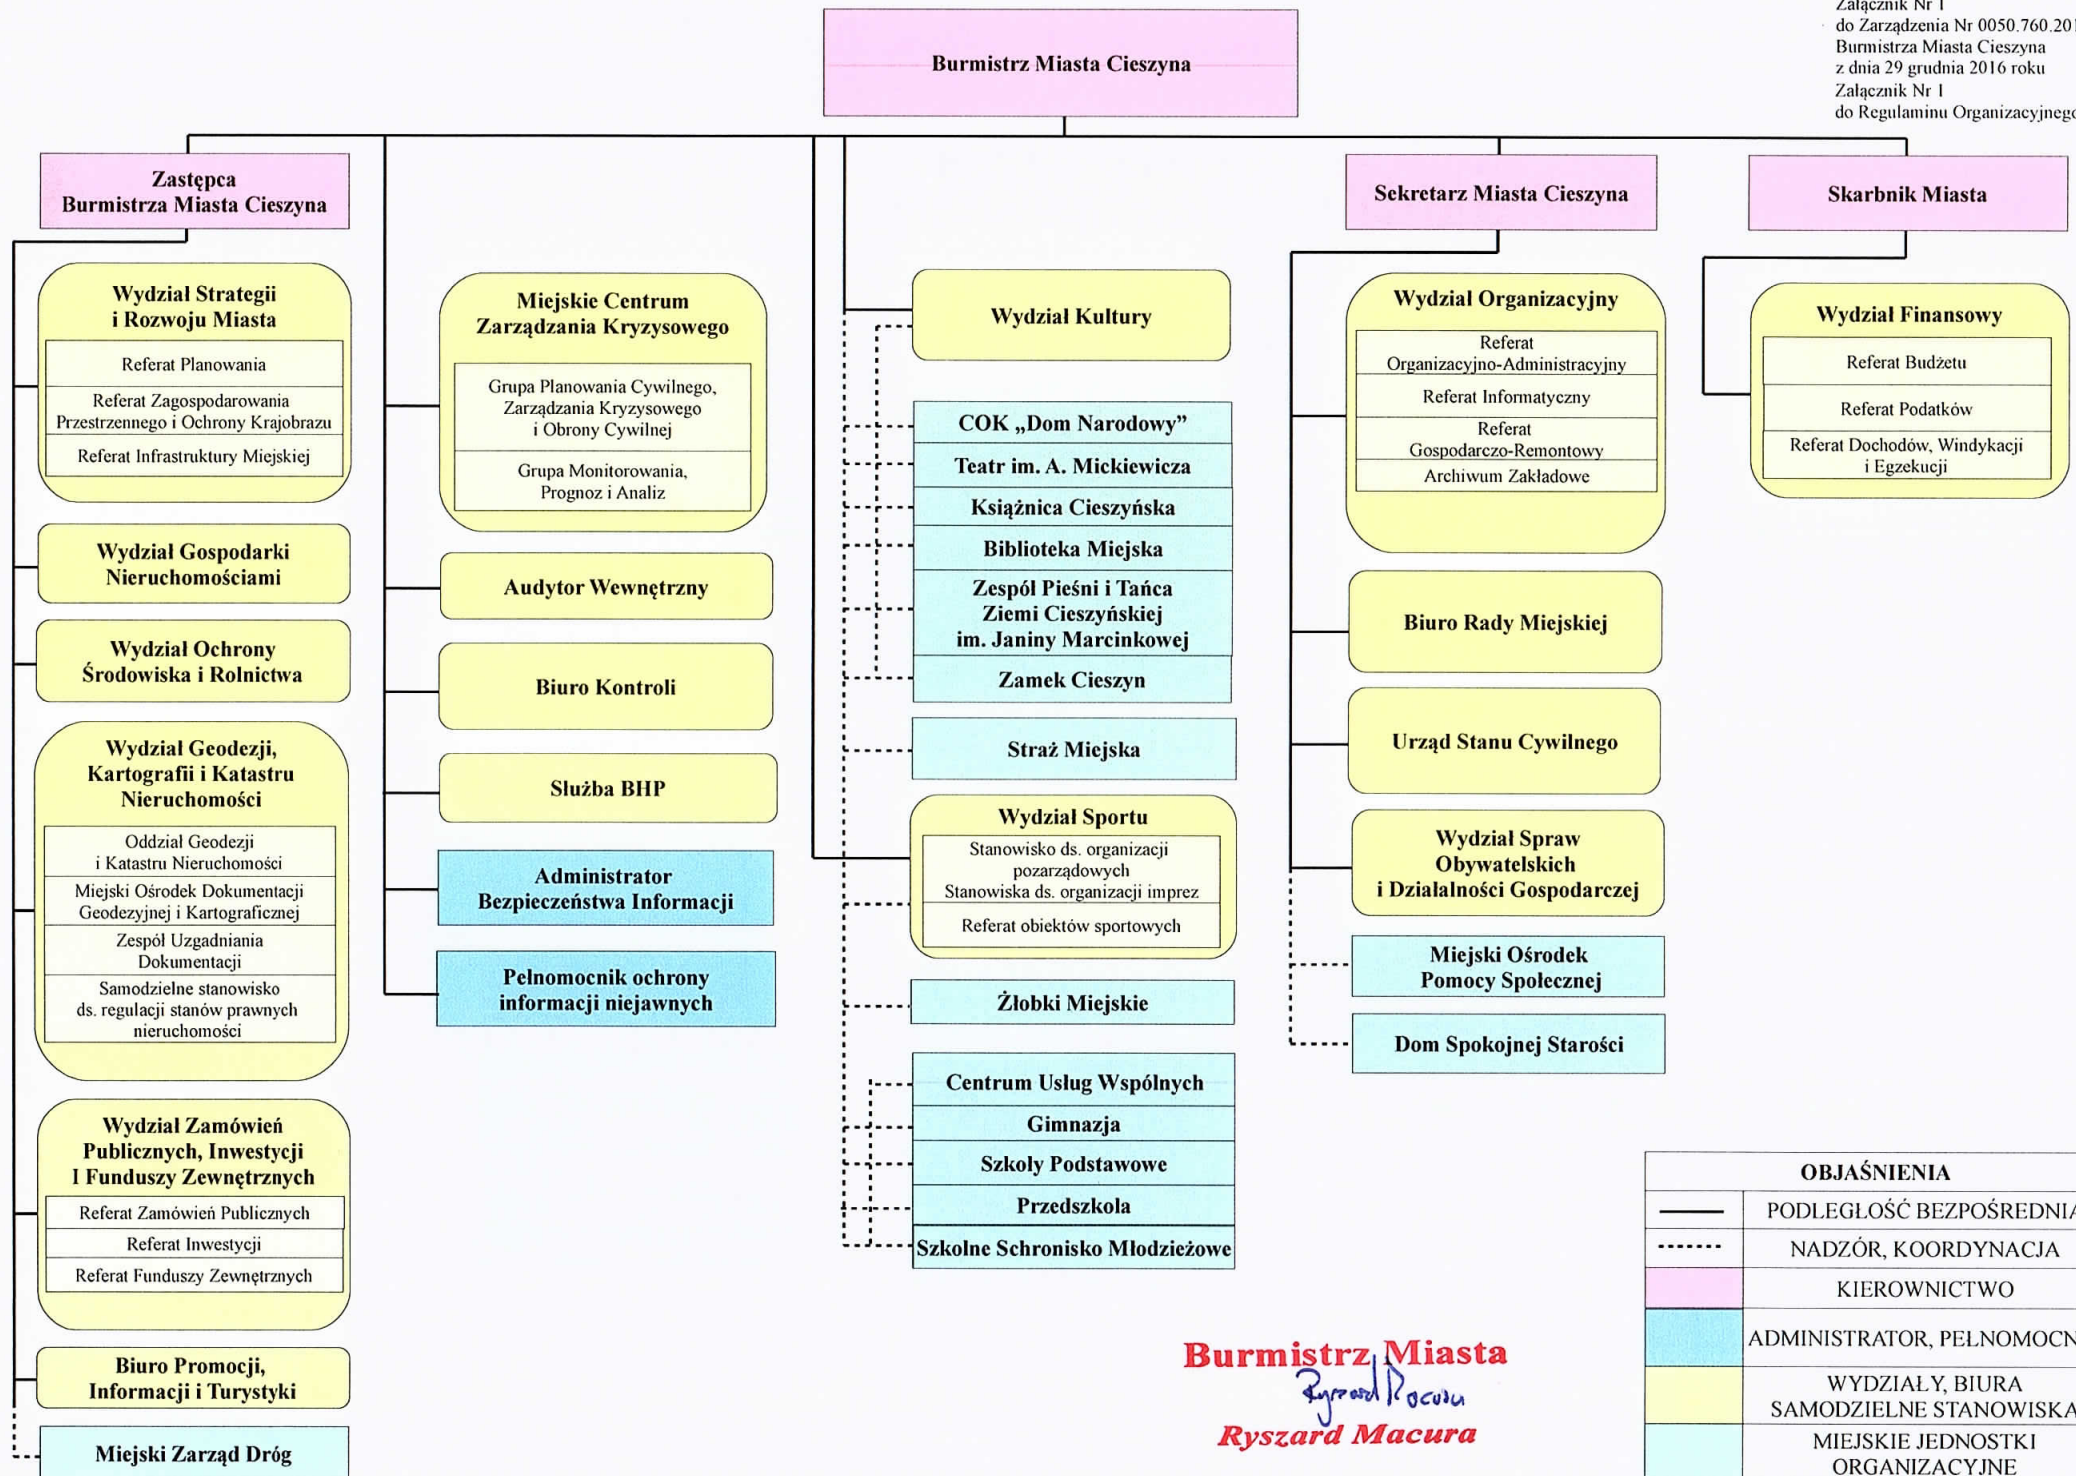 Załącznik Nr 1
do Zarządzenia Nr 0050.760.201
Burmistrza Miasta Cieszyna
z dnia 29 grudnia 2016 roku
Załącznik Nr 1
do Regulaminu Organizacyjnego
Burmistrz Miasta Cieszyna
Zastępca
Burmistrza Miasta Cieszyna
Sekretarz Miasta Cieszyna
Skarbnik Miasta
Wydział Strategii
i Rozwoju Miasta
Referat Planowania
Referat Zagospodarowania
Przestrzennego i Ochrony Krajobrazu
Referat Infrastruktury Miejskiej
Wydział Gospodarki
Nieruchomościami
Wydział Ochrony
Środowiska i Rolnictwa
Wydział Geodezji,
Kartografii i Katastru
Nieruchomości
Oddział Geodezji
i Katastru Nieruchomości
Miejski Ośrodek Dokumentacji
Geodezyjnej i Kartograficznej
Zespół Uzgadniania
Dokumentacji
Samodzielne stanowisko
ds. regulacji stanów prawnych
nieruchomości
Wydział Zamówień
Publicznych, Inwestycji
I Funduszy Zewnętrznych
Referat Zamówień Publicznych
Referat Inwestycji
Referat Funduszy Zewnętrznych
Biuro Promocji,
Informacji i Turystyki
Miejski Zarząd Dróg
Miejskie Centrum
Zarządzania Kryzysowego
Grupa Planowania Cywilnego,
Zarządzania Kryzysowego
i Obrony Cywilnej
Grupa Monitorowania,
Prognoz i Analiz
Audytor Wewnętrzny
Biuro Kontroli
Służba BHP
Administrator
Bezpieczeństwa Informacji
Pełnomocnik ochrony
informacji niejawnych
Wydział Kultury
COK „Dom Narodowy”
Teatr im. A. Mickiewicza
Książnica Cieszyńska
Biblioteka Miejska
Zespół Pieśni i Tańca
Ziemi Cieszyńskiej
im. Janiny Marcinkowej
Zamek Cieszyn
Straż Miejska
Wydział Sportu
Stanowisko ds. organizacji
pozarządowych
Stanowiska ds. organizacji imprez
Referat obiektów sportowych
Żłobki Miejskie
Centrum Usług Wspólnych
Gimnazja
Szkoły Podstawowe
Przedszkola
Szkolne Schronisko Młodzieżowe
Wydział Organizacyjny
Referat
Organizacyjno-Administracyjny
Referat Informatyczny
Referat
Gospodarczo-Remontowy
Archiwum Zakładowe
Biuro Rady Miejskiej
Urząd Stanu Cywilnego
Wydział Spraw
Obywatelskich
i Działalności Gospodarczej
Miejski Ośrodek
Pomocy Społecznej
Dom Spokojnej Starości
Wydział Finansowy
Referat Budżetu
Referat Podatków
Referat Dochodów, Windykacji
i Egzekucji
Burmistrz Miasta
Ryszard Macura
Ryszard Macura
OBJAŚNIENIA
PODLEGŁOŚĆ BEZPOŚREDNIA
NADZÓR, KOORDYNACJA
KIEROWNICTWO
ADMINISTRATOR, PEŁNOMOCN
WYDZIAŁY, BIURA
SAMODZIELNE STANOWISKA
MIEJSKIE JEDNOSTKI
ORGANIZACYJNE